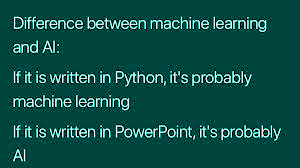 Difference between machine learning
and AI:
If it is written in Python, it's probably
machine learning
If it is written in PowerPoint, it's probably
AI